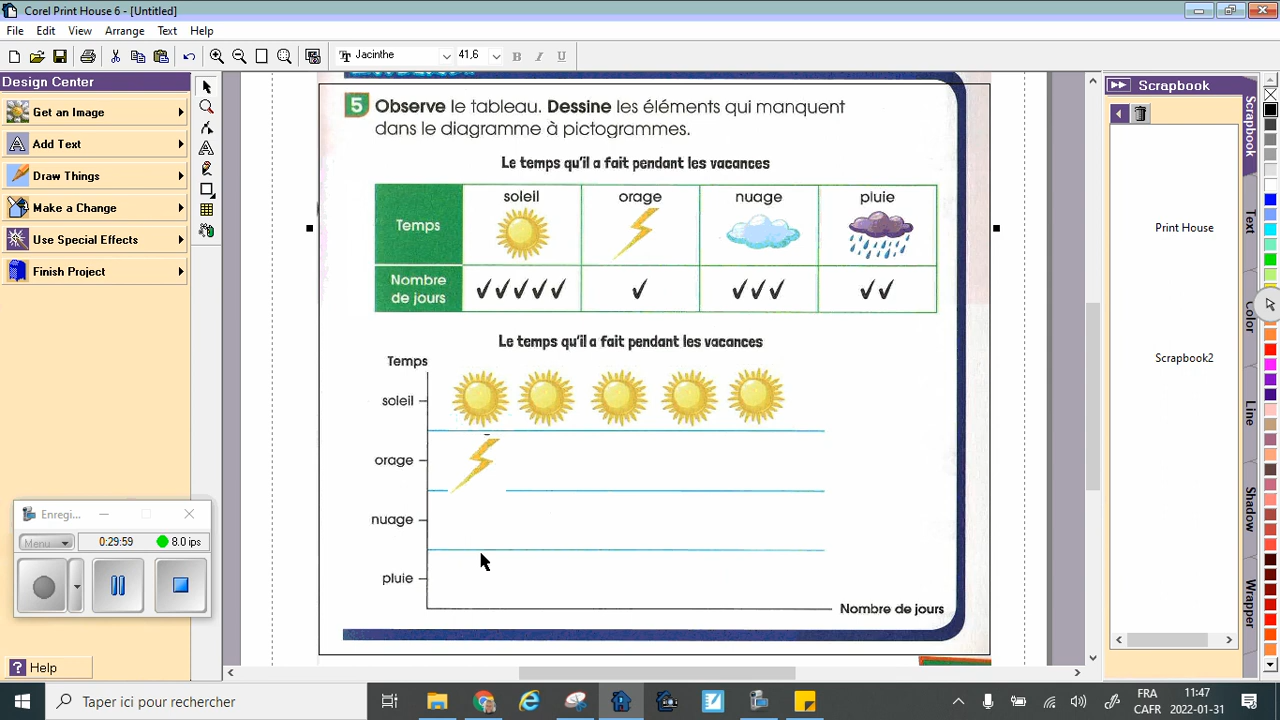 Corel Print House 6 - [Untitled]
File Edit View Arrange Text Help
Jacinthe 41,6 B I U
Design Center
Get an Image
Add Text
Draw Things
Make a Change
Use Special Effects
Finish Project
Help
5 Observe le tableau. Dessine les éléments qui manquent
dans le diagramme à pictogrammes.
Le temps qu'il a fait pendant les vacances
Temps soleil orage nuage pluie
Nombre
de jours
Le temps qu'il a fait pendant les vacances
Temps
soleil
orage
nuage
pluie
Nombre de jours
Enregi...
Menu 0:29:59 8.0 ips
Scrapbook
Print House
Scrapbook2
Scrapbook
Text
Color
Line
Shadow
Wrapper
Taper ici pour rechercher
FRA 11:47
CAFR 2022-01-31